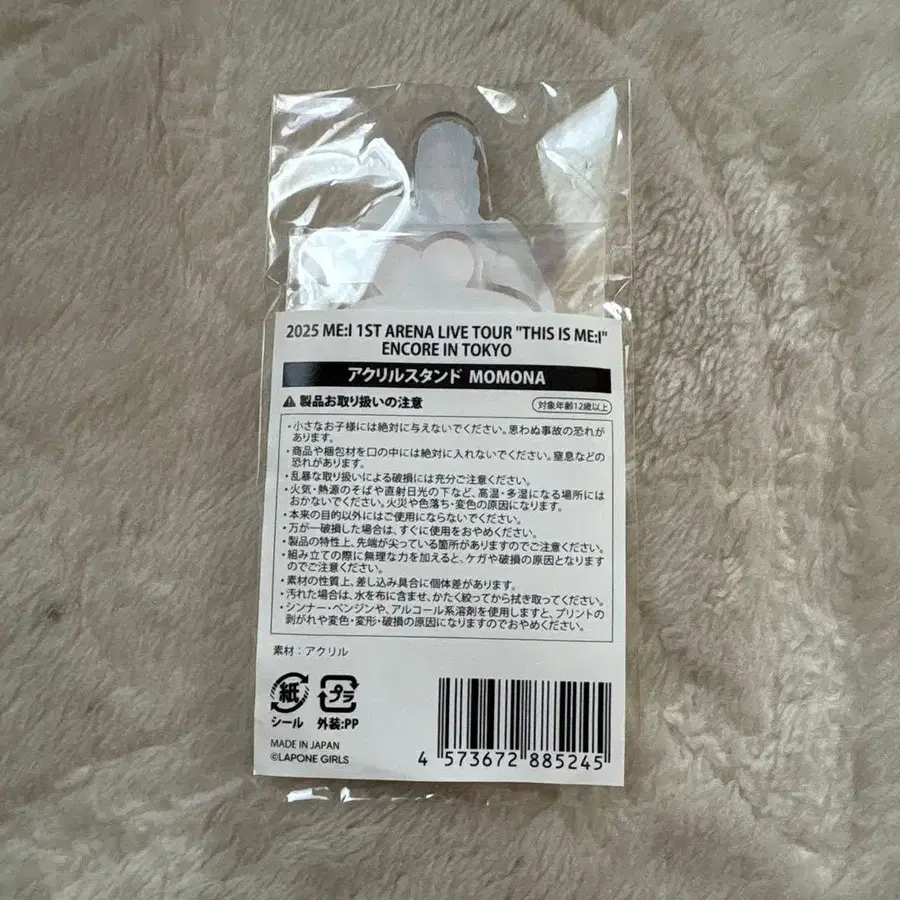 2025 ME:I 1ST ARENA LIVE TOUR "THIS IS ME:I"
ENCORE IN TOKYO
アクリルスタンド MOMONA
⚠ 製品お取り扱いの注意 対象年齢12歳以上
・小さなお子様には絶対に与えないでください。思わぬ事故の恐れが
あります。
・商品や梱包材を口の中には絶対に入れないでください。窒息などの
恐れがあります。
・乱暴な取り扱いによる破損には充分ご注意ください。
・火気・熱源のそばや直射日光の下など、高温・多湿になる場所には
おかないでください。火災や色落ち・変色の原因になります。
・本来の目的以外にはご使用にならないでください。
・万が一破損した場合は、すぐに使用をおやめください。
・製品の特性上、先端が尖っている箇所がありますのでご注意ください。
・組み立ての際に無理な力を加えると、ケガや破損の原因となります
のでご注意ください。
・素材の性質上、差し込み具合に個体差があります。
・汚れた場合は、水を布に含ませ、かたく絞ってから拭き取ってください。
・シンナー・ベンジンや、アルコール系溶剤を使用しますと、プリントの
剥がれや変色・変形・破損の原因になりますのでおやめください。
素材：アクリル
紙 プラ
シール 外装:PP
MADE IN JAPAN
©LAPONE GIRLS
4 573672 885245